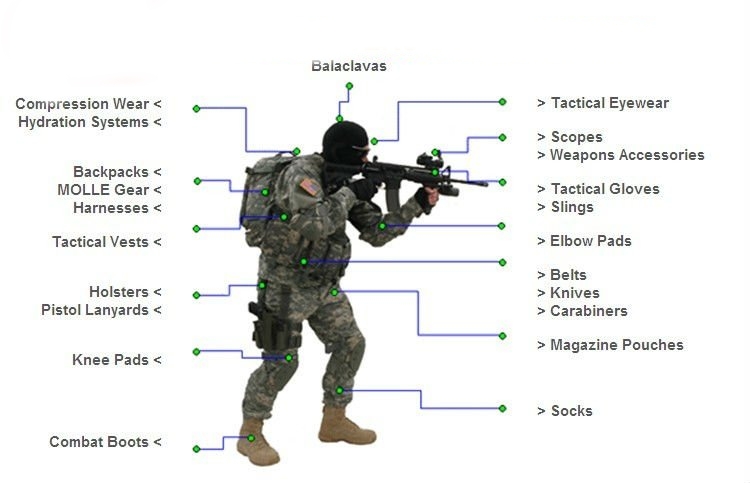 Balaclavas
Compression Wear <
Hydration Systems <
Backpacks <
MOLLE Gear <
Harnesses <
Tactical Vests <
Holsters <
Pistol Lanyards <
Knee Pads <
Combat Boots <
> Tactical Eyewear
> Scopes
> Weapons Accessories
> Tactical Gloves
> Slings
> Elbow Pads
> Belts
> Knives
> Carabiners
> Magazine Pouches
> Socks